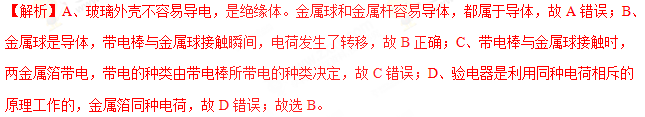 【解析】A、玻璃外壳不容易导电，是绝缘体。金属球和金属杆容易导体，都属于导体，故 A 错误；B、
金属球是导体，带电棒与金属球接触瞬间，电荷发生了转移，故 B 正确；C、带电棒与金属球接触时，
两金属箔带电，带电的种类由带电棒所带电的种类决定，故 C 错误；D、验电器是利用同种电荷相斥的
原理工作的，金属箔同种电荷，故 D 错误；故选 B。